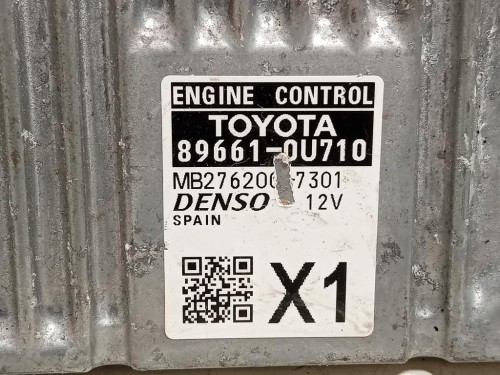 ENGINE CONTROL
TOYOTA
89661-0U710
MB276200-7301
DENSO 12V
SPAIN
X1